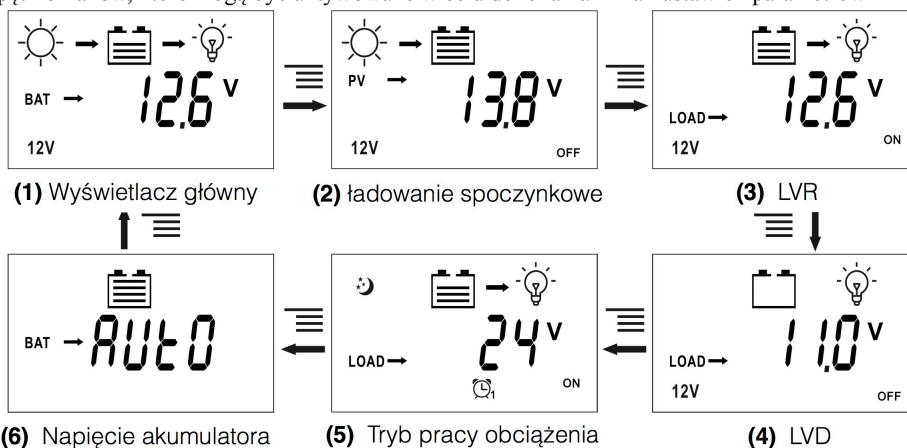 12.6 V
BAT
12V
(1) Wyświetlacz główny
PV
13.8 V
12V
OFF
(2) ładowanie spoczynkowe
12.6 V
LOAD
12V
ON
(3) LVR
11.0 V
LOAD
12V
OFF
(4) LVD
24 V
LOAD
1
ON
(5) Tryb pracy obciążenia
BAT
AUtO
(6) Napięcie akumulatora